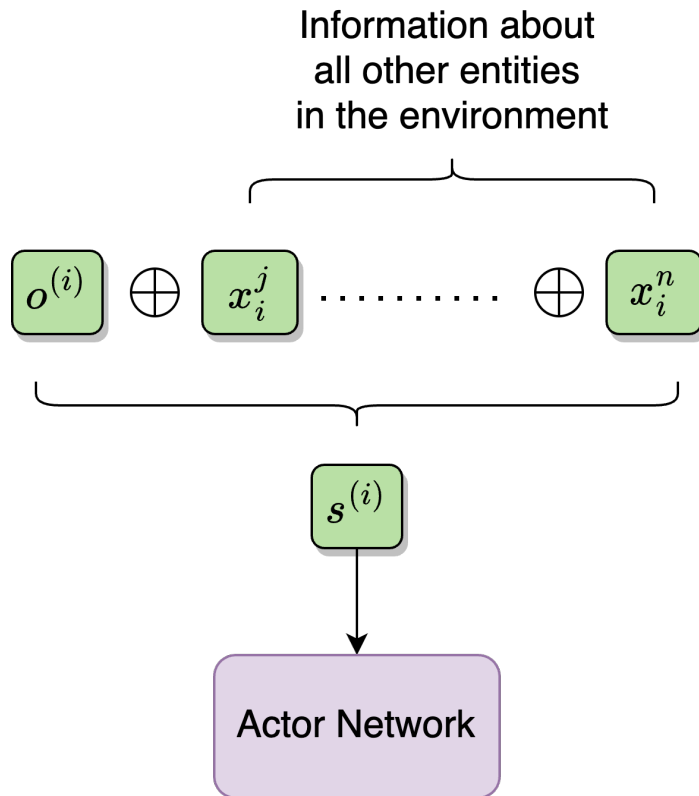 Information about
all other entities
in the environment
o^{(i)} ⊕ x_i^j .......... ⊕ x_i^n
s^{(i)}
Actor Network